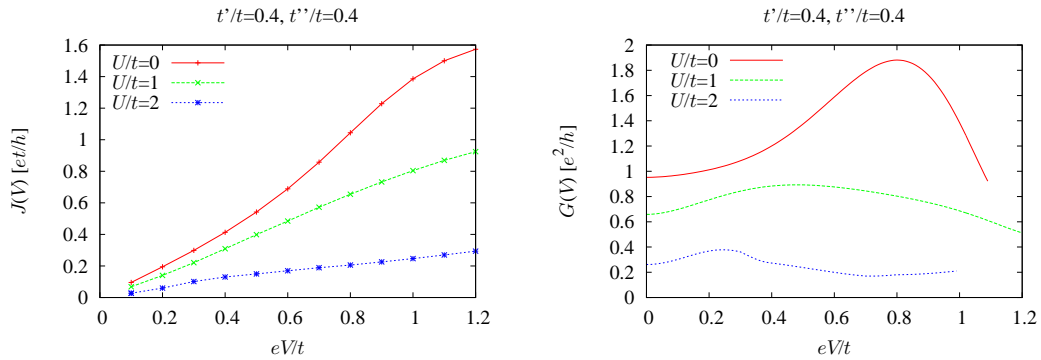 t'/t=0.4, t''/t=0.4
J(V) [et/h]
1.6
1.4
1.2
1
0.8
0.6
0.4
0.2
0
U/t=0
U/t=1
U/t=2
0 0.2 0.4 0.6 0.8 1 1.2
eV/t
t'/t=0.4, t''/t=0.4
G(V) [e²/h]
2
1.8
1.6
1.4
1.2
1
0.8
0.6
0.4
0.2
0
U/t=0
U/t=1
U/t=2
0 0.2 0.4 0.6 0.8 1 1.2
eV/t